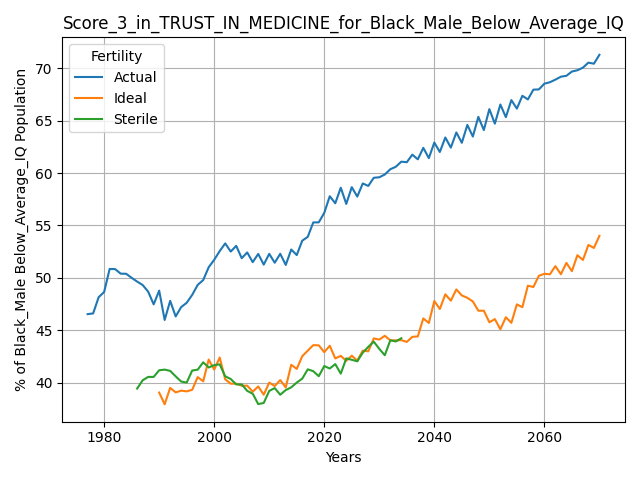 Score_3_in_TRUST_IN_MEDICINE_for_Black_Male_Below_Average_IQ
Fertility
Actual
Ideal
Sterile
% of Black_Male Below_Average_IQ Population
70
65
60
55
50
45
40
1980
2000
2020
2040
2060
Years